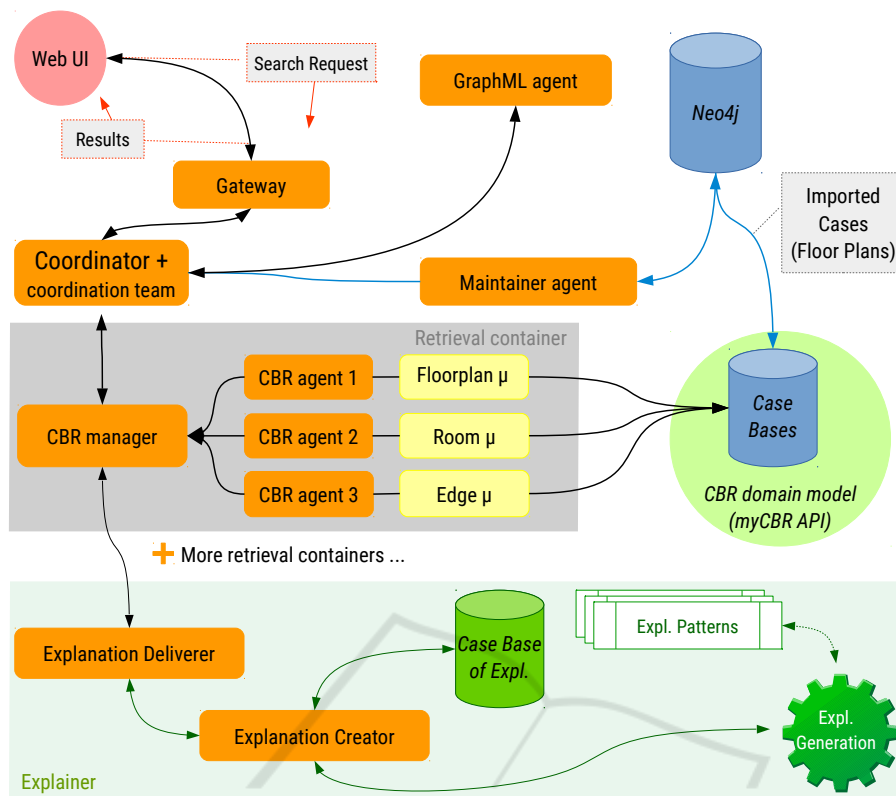 Web UI
Search Request
Results
GraphML agent
Neo4j
Gateway
Imported
Cases
(Floor Plans)
Coordinator +
coordination team
Maintainer agent
Retrieval container
CBR agent 1
Floorplan µ
CBR manager
CBR agent 2
Room µ
Case
Bases
CBR agent 3
Edge µ
CBR domain model
(myCBR API)
+ More retrieval containers ...
Explanation Deliverer
Case Base
of Expl.
Expl. Patterns
Explanation Creator
Expl.
Generation
Explainer